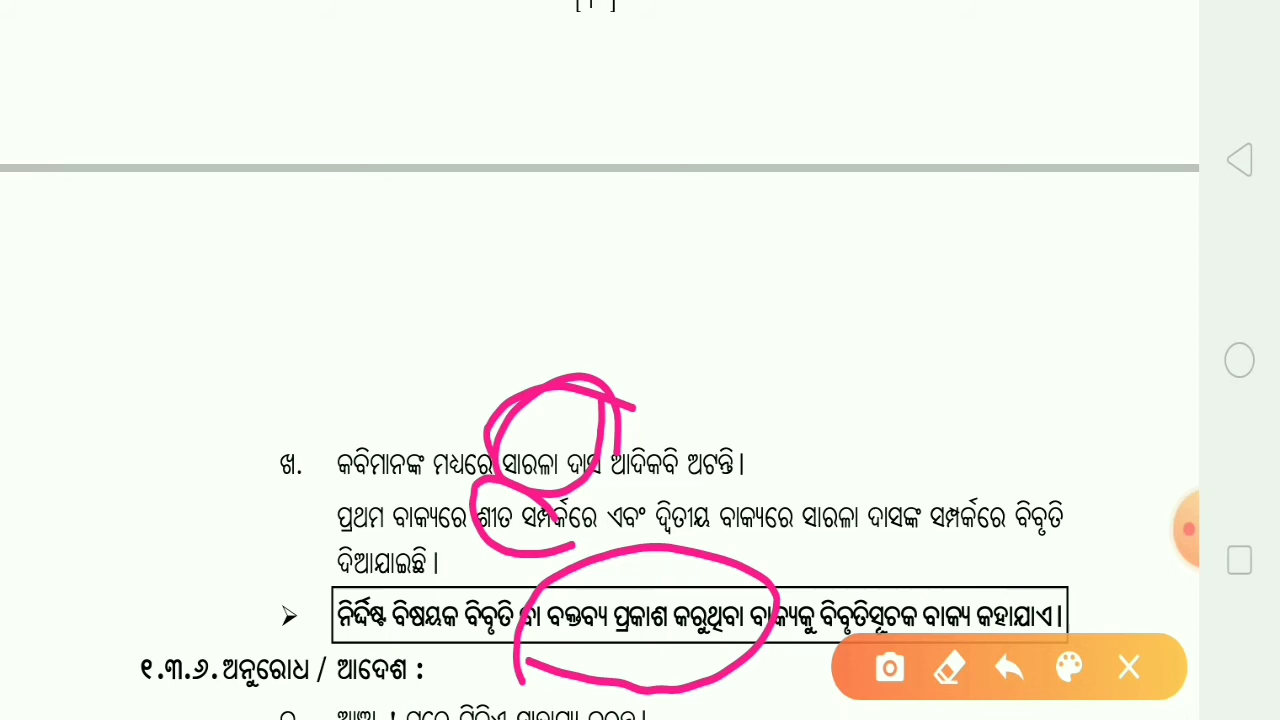 ଖ. କବିମାନଙ୍କ ମଧ୍ୟରେ ସାରଳା ଦାସ ଆଦିକବି ଅଟନ୍ତି।
ପ୍ରଥମ ବାକ୍ୟରେ ଶୀତ ସମ୍ପର୍କରେ ଏବଂ ଦ୍ୱିତୀୟ ବାକ୍ୟରେ ସାରଳା ଦାସଙ୍କ ସମ୍ପର୍କରେ ବିବୃତି
ଦିଆଯାଇଛି।
➢ ନିର୍ଦ୍ଦିଷ୍ଟ ବିଷୟକ ବିବୃତି ବା ବକ୍ତବ୍ୟ ପ୍ରକାଶ କରୁଥିବା ବାକ୍ୟକୁ ବିବୃତିସୂଚକ ବାକ୍ୟ କହାଯାଏ।
୧.୩.୬. ଅନୁରୋଧ / ଆଦେଶ :